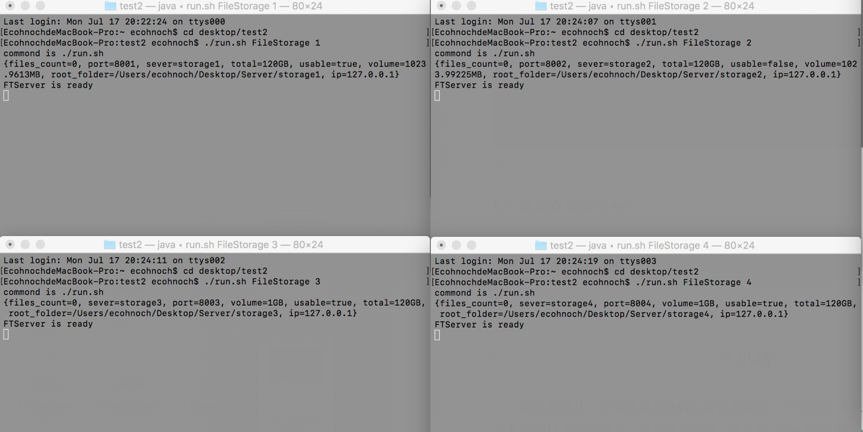 test2 — java • run.sh FileStorage 1 — 80×24
Last login: Mon Jul 17 20:22:24 on ttys000
[EcohnochdeMacBook-Pro:~ ecohnoch$ cd desktop/test2 ]
[EcohnochdeMacBook-Pro:test2 ecohnoch$ ./run.sh FileStorage 1 ]
commond is ./run.sh
{files_count=0, port=8001, sever=storage1, total=120GB, usable=true, volume=1023
.9613MB, root_folder=/Users/ecohnoch/Desktop/Server/storage1, ip=127.0.0.1}
FTServer is ready
test2 — java • run.sh FileStorage 2 — 80×24
Last login: Mon Jul 17 20:24:07 on ttys001
[EcohnochdeMacBook-Pro:~ ecohnoch$ cd desktop/test2 ]
[EcohnochdeMacBook-Pro:test2 ecohnoch$ ./run.sh FileStorage 2 ]
commond is ./run.sh
{files_count=0, port=8002, sever=storage2, total=120GB, usable=false, volume=102
3.99225MB, root_folder=/Users/ecohnoch/Desktop/Server/storage2, ip=127.0.0.1}
FTServer is ready
test2 — java • run.sh FileStorage 3 — 80×24
Last login: Mon Jul 17 20:24:11 on ttys002
[EcohnochdeMacBook-Pro:~ ecohnoch$ cd desktop/test2 ]
[EcohnochdeMacBook-Pro:test2 ecohnoch$ ./run.sh FileStorage 3 ]
commond is ./run.sh
{files_count=0, sever=storage3, port=8003, volume=1GB, usable=true, total=120GB,
root_folder=/Users/ecohnoch/Desktop/Server/storage3, ip=127.0.0.1}
FTServer is ready
test2 — java • run.sh FileStorage 4 — 80×24
Last login: Mon Jul 17 20:24:19 on ttys003
[EcohnochdeMacBook-Pro:~ ecohnoch$ cd desktop/test2 ]
[EcohnochdeMacBook-Pro:test2 ecohnoch$ ./run.sh FileStorage 4 ]
commond is ./run.sh
{files_count=0, sever=storage4, port=8004, volume=1GB, usable=true, total=120GB,
root_folder=/Users/ecohnoch/Desktop/Server/storage4, ip=127.0.0.1}
FTServer is ready